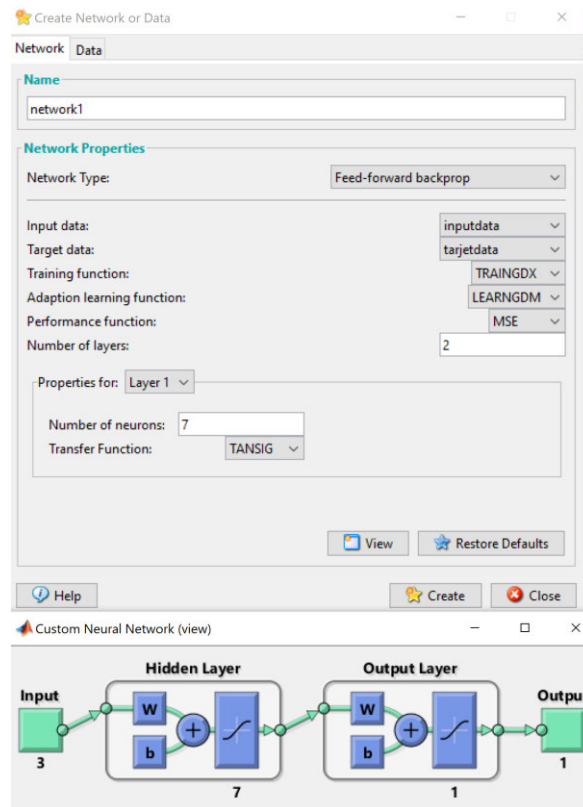 Create Network or Data
Network Data
Name
network1
Network Properties
Network Type: Feed-forward backprop
Input data: inputdata
Target data: tarjetdata
Training function: TRAINGDX
Adaption learning function: LEARNGDM
Performance function: MSE
Number of layers: 2
Properties for: Layer 1
Number of neurons: 7
Transfer Function: TANSIG
View Restore Defaults
Help Create Close
Custom Neural Network (view)
Hidden Layer Output Layer
Input Outpu
W W
+ +
b b
3 1
7 1